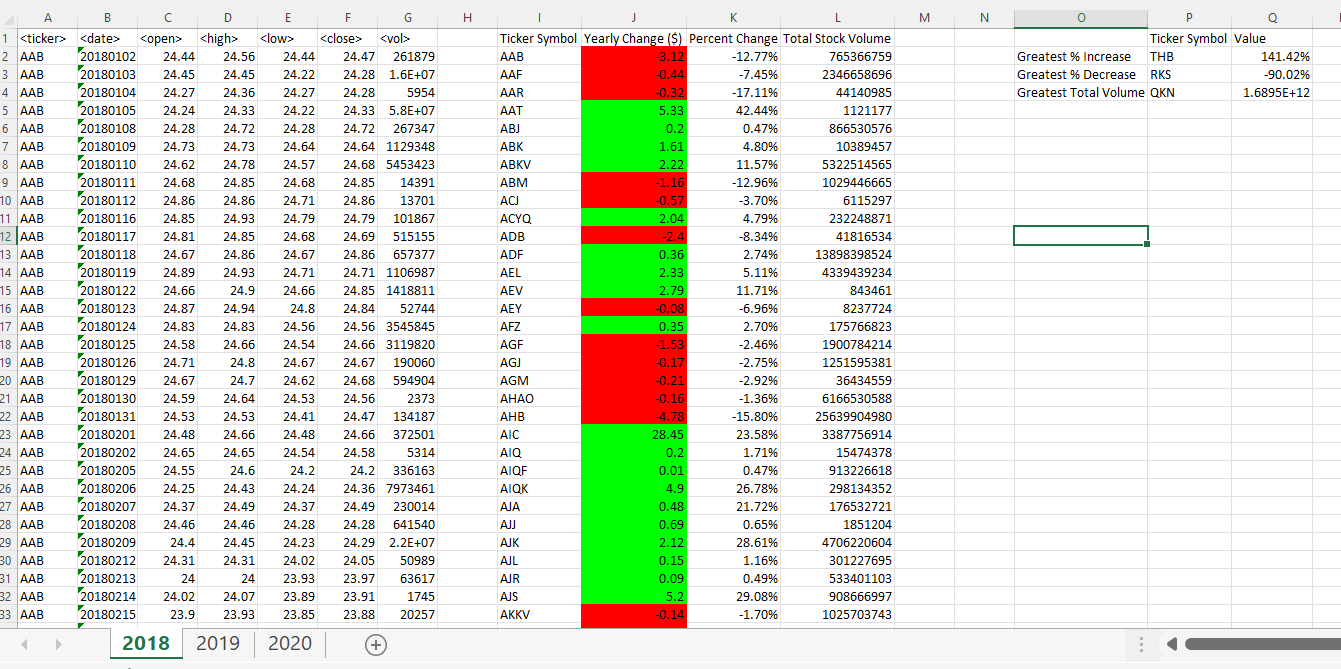 A B C D E F G H I J K L M N O P Q
1 <ticker> <date> <open> <high> <low> <close> <vol> Ticker Symbol Yearly Change ($) Percent Change Total Stock Volume Ticker Symbol Value
2 AAB 20180102 24.44 24.56 24.44 24.47 261879 AAB -3.12 -12.77% 765366759 Greatest % Increase THB 141.42%
3 AAB 20180103 24.45 24.45 24.22 24.28 1.6E+07 AAF -0.44 -7.45% 2346658696 Greatest % Decrease RKS -90.02%
4 AAB 20180104 24.27 24.36 24.27 24.28 5954 AAR -0.32 -17.11% 44140985 Greatest Total Volume QKN 1.6895E+12
5 AAB 20180105 24.24 24.33 24.22 24.33 5.8E+07 AAT 5.33 42.44% 1121177
6 AAB 20180108 24.28 24.72 24.28 24.72 267347 ABJ 0.2 0.47% 866530576
7 AAB 20180109 24.73 24.73 24.64 24.64 1129348 ABK 1.61 4.80% 10389457
8 AAB 20180110 24.62 24.78 24.57 24.68 5453423 ABKV 2.22 11.57% 5322514565
9 AAB 20180111 24.68 24.85 24.68 24.85 14391 ABM -1.16 -12.96% 1029446665
10 AAB 20180112 24.86 24.86 24.71 24.86 13701 ACJ -0.57 -3.70% 6115297
11 AAB 20180116 24.85 24.93 24.79 24.79 101867 ACYQ 2.04 4.79% 232248871
12 AAB 20180117 24.81 24.85 24.68 24.69 515155 ADB -2.4 -8.34% 41816534
13 AAB 20180118 24.67 24.86 24.67 24.86 657377 ADF 0.36 2.74% 13898398524
14 AAB 20180119 24.89 24.93 24.71 24.71 1106987 AEL 2.33 5.11% 4339439234
15 AAB 20180122 24.66 24.9 24.66 24.85 1418811 AEV 2.79 11.71% 843461
16 AAB 20180123 24.87 24.94 24.8 24.84 52744 AEY -0.08 -6.96% 8237724
17 AAB 20180124 24.83 24.83 24.56 24.56 3545845 AFZ 0.35 2.70% 175766823
18 AAB 20180125 24.58 24.66 24.54 24.66 3119820 AGF -1.53 -2.46% 1900784214
19 AAB 20180126 24.71 24.8 24.67 24.67 190060 AGJ -0.17 -2.75% 1251595381
20 AAB 20180129 24.67 24.7 24.62 24.68 594904 AGM -0.21 -2.92% 36434559
21 AAB 20180130 24.59 24.64 24.53 24.56 2373 AHAO -0.16 -1.36% 6166530588
22 AAB 20180131 24.53 24.53 24.41 24.47 134187 AHB -4.78 -15.80% 25639904980
23 AAB 20180201 24.48 24.66 24.48 24.66 372501 AIC 28.45 23.58% 3387756914
24 AAB 20180202 24.65 24.65 24.54 24.58 5314 AIQ 0.2 1.71% 15474378
25 AAB 20180205 24.55 24.6 24.2 24.2 336163 AIQF 0.01 0.47% 913226618
26 AAB 20180206 24.25 24.43 24.24 24.36 7973461 AIQK 4.9 26.78% 298134352
27 AAB 20180207 24.37 24.49 24.37 24.49 230014 AJA 0.48 21.72% 176532721
28 AAB 20180208 24.46 24.46 24.28 24.28 641540 AJJ 0.69 0.65% 1851204
29 AAB 20180209 24.4 24.45 24.23 24.29 2.2E+07 AJK 2.12 28.61% 4706220604
30 AAB 20180212 24.31 24.31 24.02 24.05 50989 AJL 0.15 1.16% 301227695
31 AAB 20180213 24 24 23.93 23.97 63617 AJR 0.09 0.49% 533401103
32 AAB 20180214 24.02 24.07 23.89 23.91 1745 AJS 5.2 29.08% 908666997
33 AAB 20180215 23.9 23.93 23.85 23.88 20257 AKKV -0.14 -1.70% 1025703743
2018 2019 2020